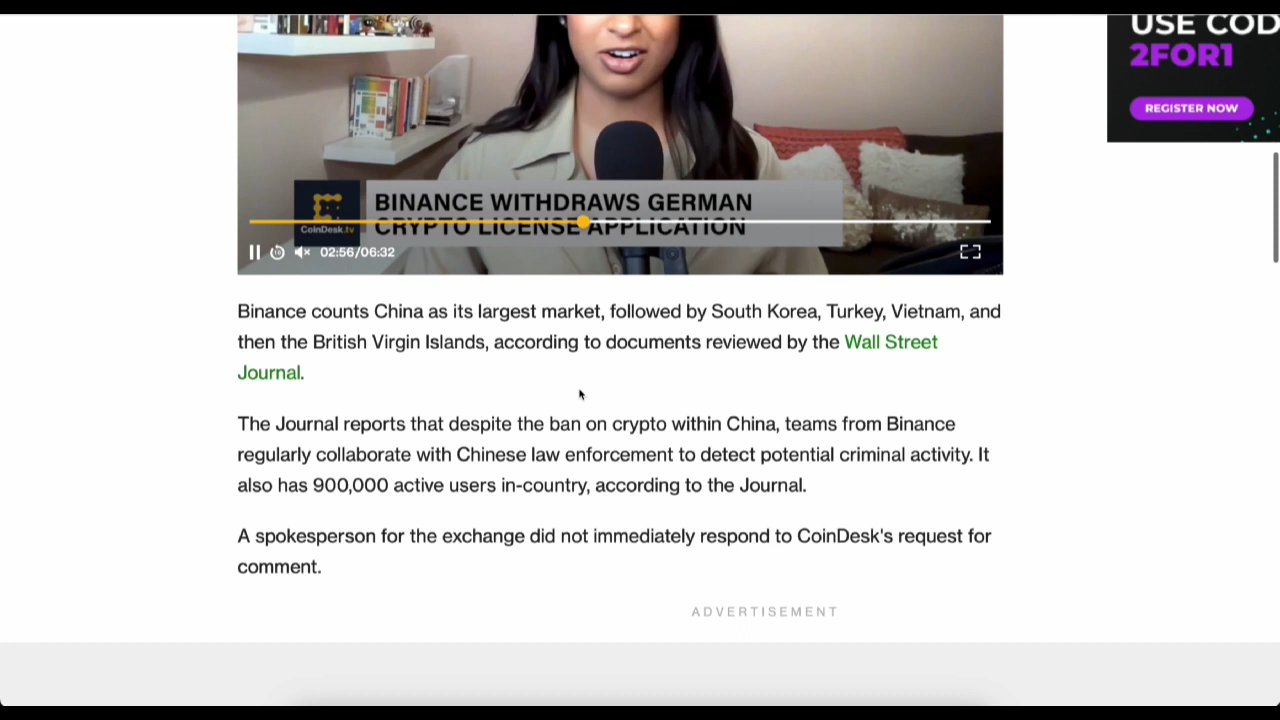 USE COD
2FOR1
REGISTER NOW
BINANCE WITHDRAWS GERMAN
CRYPTO LICENSE APPLICATION
CoinDesk.tv
02:56/06:32
Binance counts China as its largest market, followed by South Korea, Turkey, Vietnam, and
then the British Virgin Islands, according to documents reviewed by the Wall Street
Journal.
The Journal reports that despite the ban on crypto within China, teams from Binance
regularly collaborate with Chinese law enforcement to detect potential criminal activity. It
also has 900,000 active users in-country, according to the Journal.
A spokesperson for the exchange did not immediately respond to CoinDesk's request for
comment.
ADVERTISEMENT